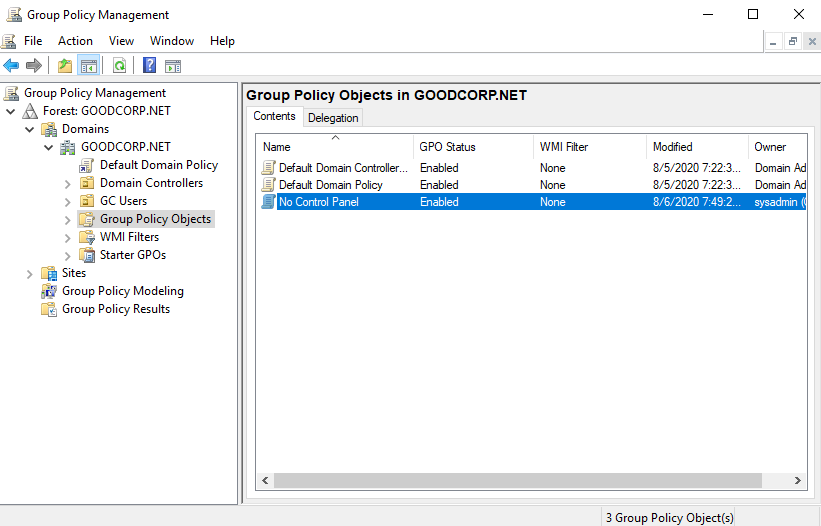 Group Policy Management
File Action View Window Help
Group Policy Management
Forest: GOODCORP.NET
Domains
GOODCORP.NET
Default Domain Policy
Domain Controllers
GC Users
Group Policy Objects
WMI Filters
Starter GPOs
Sites
Group Policy Modeling
Group Policy Results
Group Policy Objects in GOODCORP.NET
Contents Delegation
Name GPO Status WMI Filter Modified Owner
Default Domain Controller... Enabled None 8/5/2020 7:22:3... Domain Ad
Default Domain Policy Enabled None 8/5/2020 7:22:3... Domain Ad
No Control Panel Enabled None 8/6/2020 7:49:2... sysadmin (
3 Group Policy Object(s)